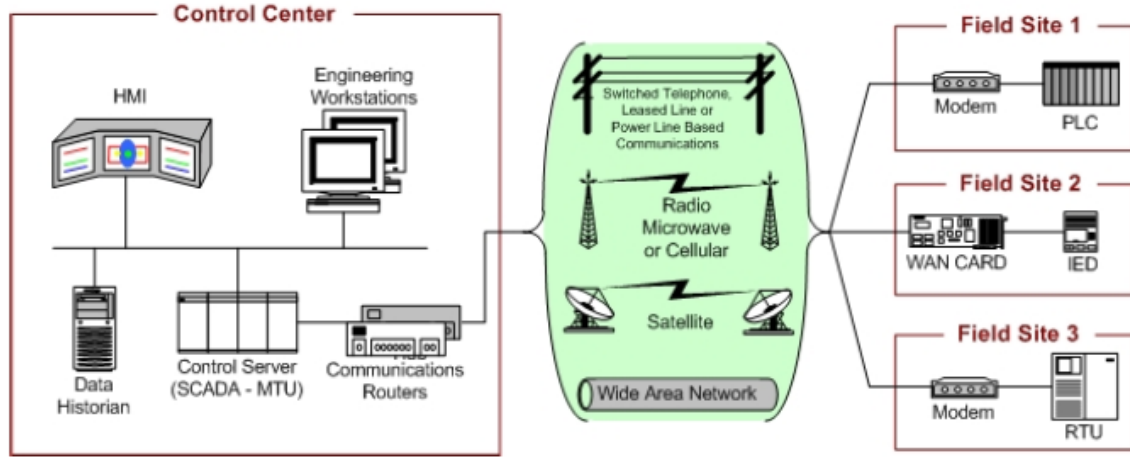 Control Center
HMI
Engineering
Workstations
Data
Historian
Control Server
(SCADA - MTU)
Communications
Routers
Switched Telephone,
Leased Line or
Power Line Based
Communications
Radio
Microwave
or Cellular
Satellite
Wide Area Network
Field Site 1
Modem
PLC
Field Site 2
WAN CARD
IED
Field Site 3
Modem
RTU